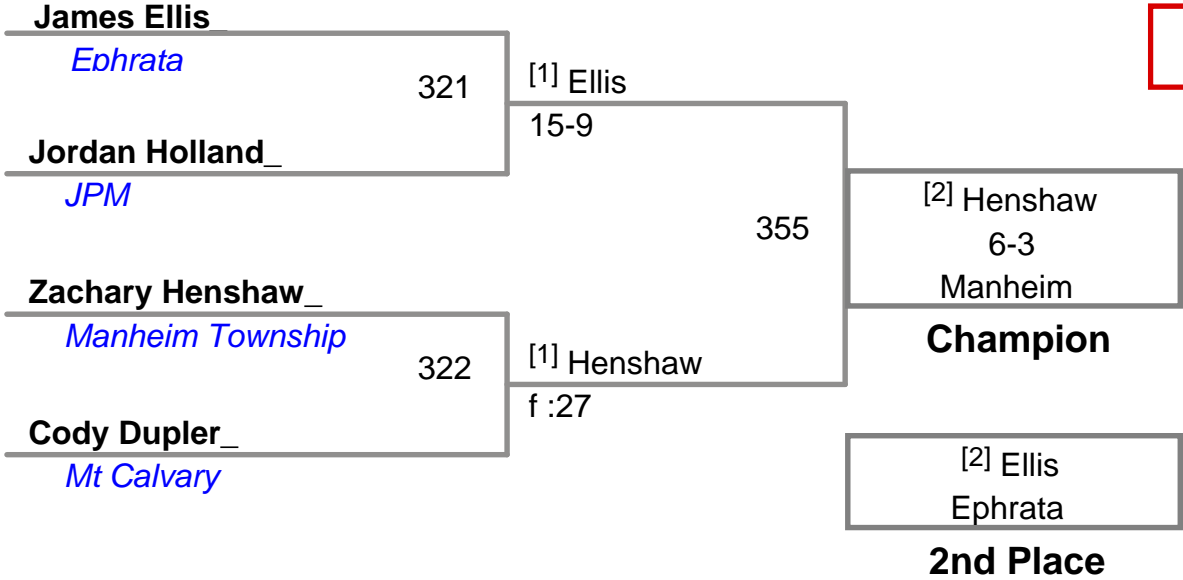 James Ellis_
Ephrata
321
[1] Ellis
15-9
Jordan Holland_
JPM
355
[2] Henshaw
6-3
Manheim
Champion
Zachary Henshaw_
Manheim Township
322
[1] Henshaw
f :27
Cody Dupler_
Mt Calvary
[2] Ellis
Ephrata
2nd Place